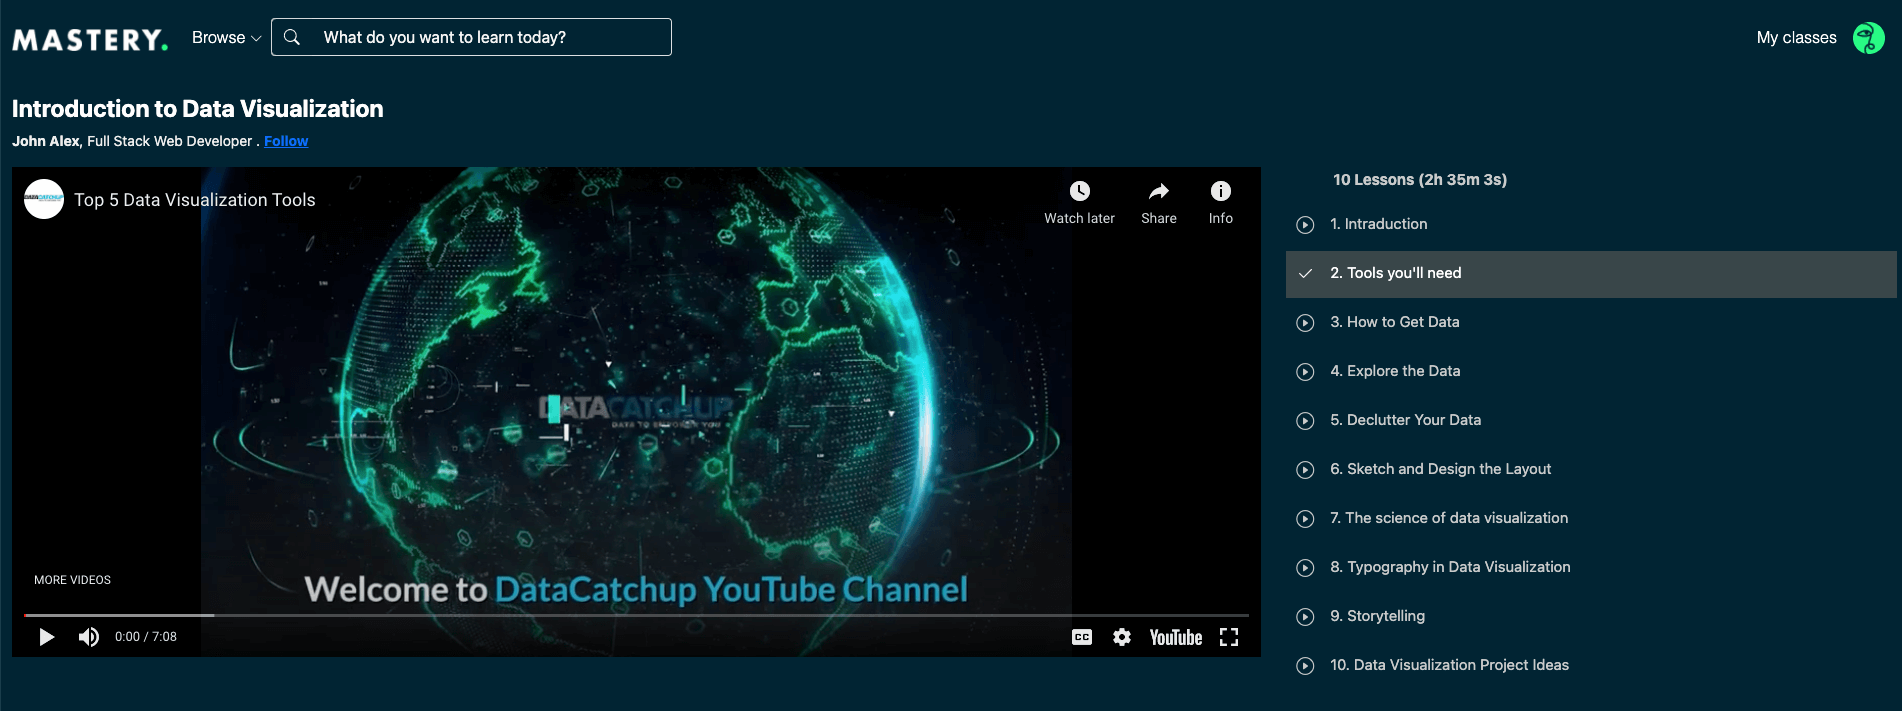 MASTERY.
Browse
What do you want to learn today?
My classes
Introduction to Data Visualization
John Alex, Full Stack Web Developer . Follow
DATACATCHUP
Top 5 Data Visualization Tools
Watch later
Share
Info
DATACATCHUP
Welcome to DataCatchup YouTube Channel
MORE VIDEOS
0:00 / 7:08
CC
YouTube
10 Lessons (2h 35m 3s)
1. Intraduction
2. Tools you'll need
3. How to Get Data
4. Explore the Data
5. Declutter Your Data
6. Sketch and Design the Layout
7. The science of data visualization
8. Typography in Data Visualization
9. Storytelling
10. Data Visualization Project Ideas